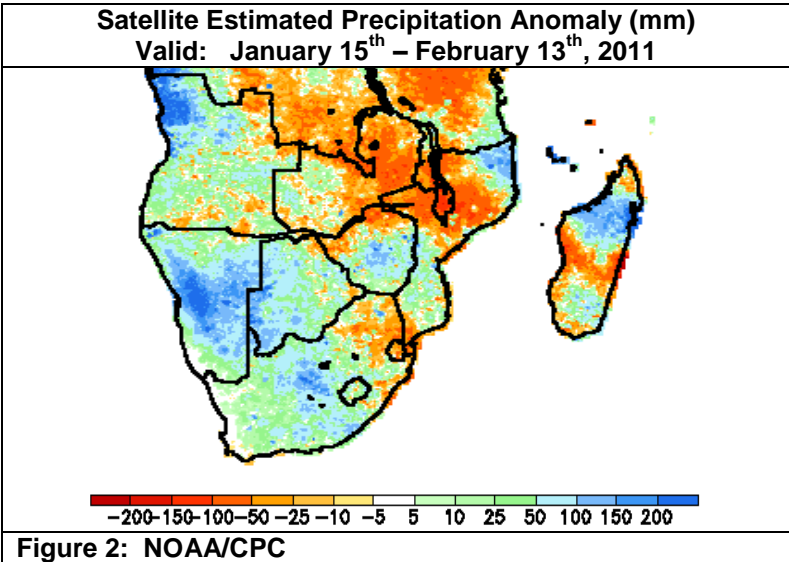 Satellite Estimated Precipitation Anomaly (mm)
Valid: January 15th – February 13th, 2011
−200 −150 −100 −50 −25 −10 −5 5 10 25 50 100 150 200
Figure 2: NOAA/CPC